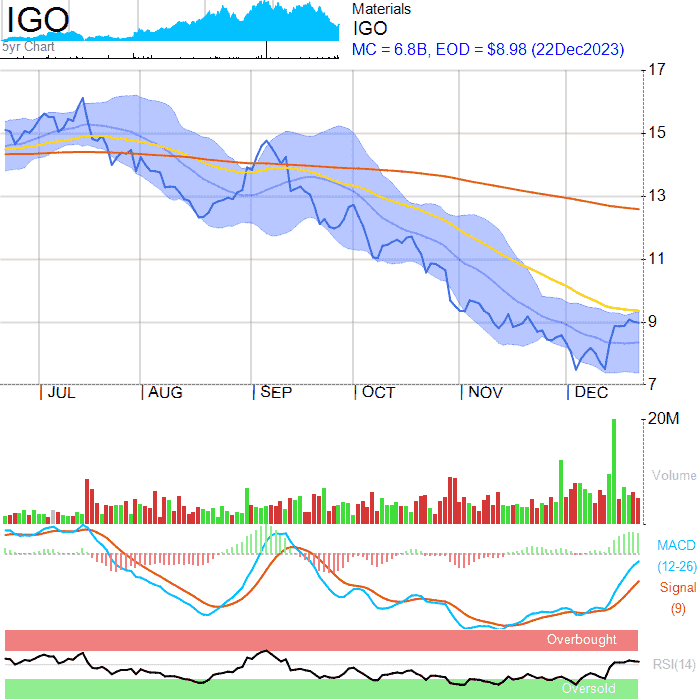 IGO
5yr Chart
Materials
IGO
MC = 6.8B, EOD = $8.98 (22Dec2023)
17
15
13
11
9
7
JUL AUG SEP OCT NOV DEC
20M
Volume
MACD
(12-26)
Signal
(9)
Overbought
RSI(14)
Oversold